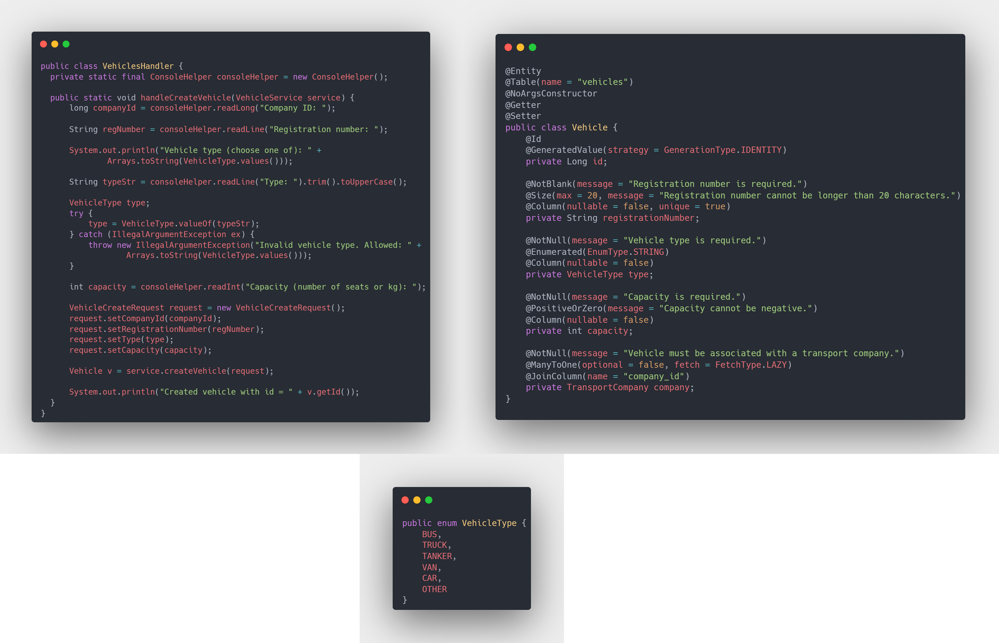 public class VehiclesHandler {
  private static final ConsoleHelper consoleHelper = new ConsoleHelper();

  public static void handleCreateVehicle(VehicleService service) {
      long companyId = consoleHelper.readLong("Company ID: ");

      String regNumber = consoleHelper.readLine("Registration number: ");

      System.out.println("Vehicle type (choose one of): " +
              Arrays.toString(VehicleType.values()));

      String typeStr = consoleHelper.readLine("Type: ").trim().toUpperCase();

      VehicleType type;
      try {
          type = VehicleType.valueOf(typeStr);
      } catch (IllegalArgumentException ex) {
          throw new IllegalArgumentException("Invalid vehicle type. Allowed: " +
                  Arrays.toString(VehicleType.values()));
      }

      int capacity = consoleHelper.readInt("Capacity (number of seats or kg): ");

      VehicleCreateRequest request = new VehicleCreateRequest();
      request.setCompanyId(companyId);
      request.setRegistrationNumber(regNumber);
      request.setType(type);
      request.setCapacity(capacity);

      Vehicle v = service.createVehicle(request);

      System.out.println("Created vehicle with id = " + v.getId());
  }
}
@Entity
@Table(name = "vehicles")
@NoArgsConstructor
@Getter
@Setter
public class Vehicle {
    @Id
    @GeneratedValue(strategy = GenerationType.IDENTITY)
    private Long id;

    @NotBlank(message = "Registration number is required.")
    @Size(max = 20, message = "Registration number cannot be longer than 20 characters.")
    @Column(nullable = false, unique = true)
    private String registrationNumber;

    @NotNull(message = "Vehicle type is required.")
    @Enumerated(EnumType.STRING)
    @Column(nullable = false)
    private VehicleType type;

    @NotNull(message = "Capacity is required.")
    @PositiveOrZero(message = "Capacity cannot be negative.")
    @Column(nullable = false)
    private int capacity;

    @NotNull(message = "Vehicle must be associated with a transport company.")
    @ManyToOne(optional = false, fetch = FetchType.LAZY)
    @JoinColumn(name = "company_id")
    private TransportCompany company;
}
public enum VehicleType {
    BUS,
    TRUCK,
    TANKER,
    VAN,
    CAR,
    OTHER
}